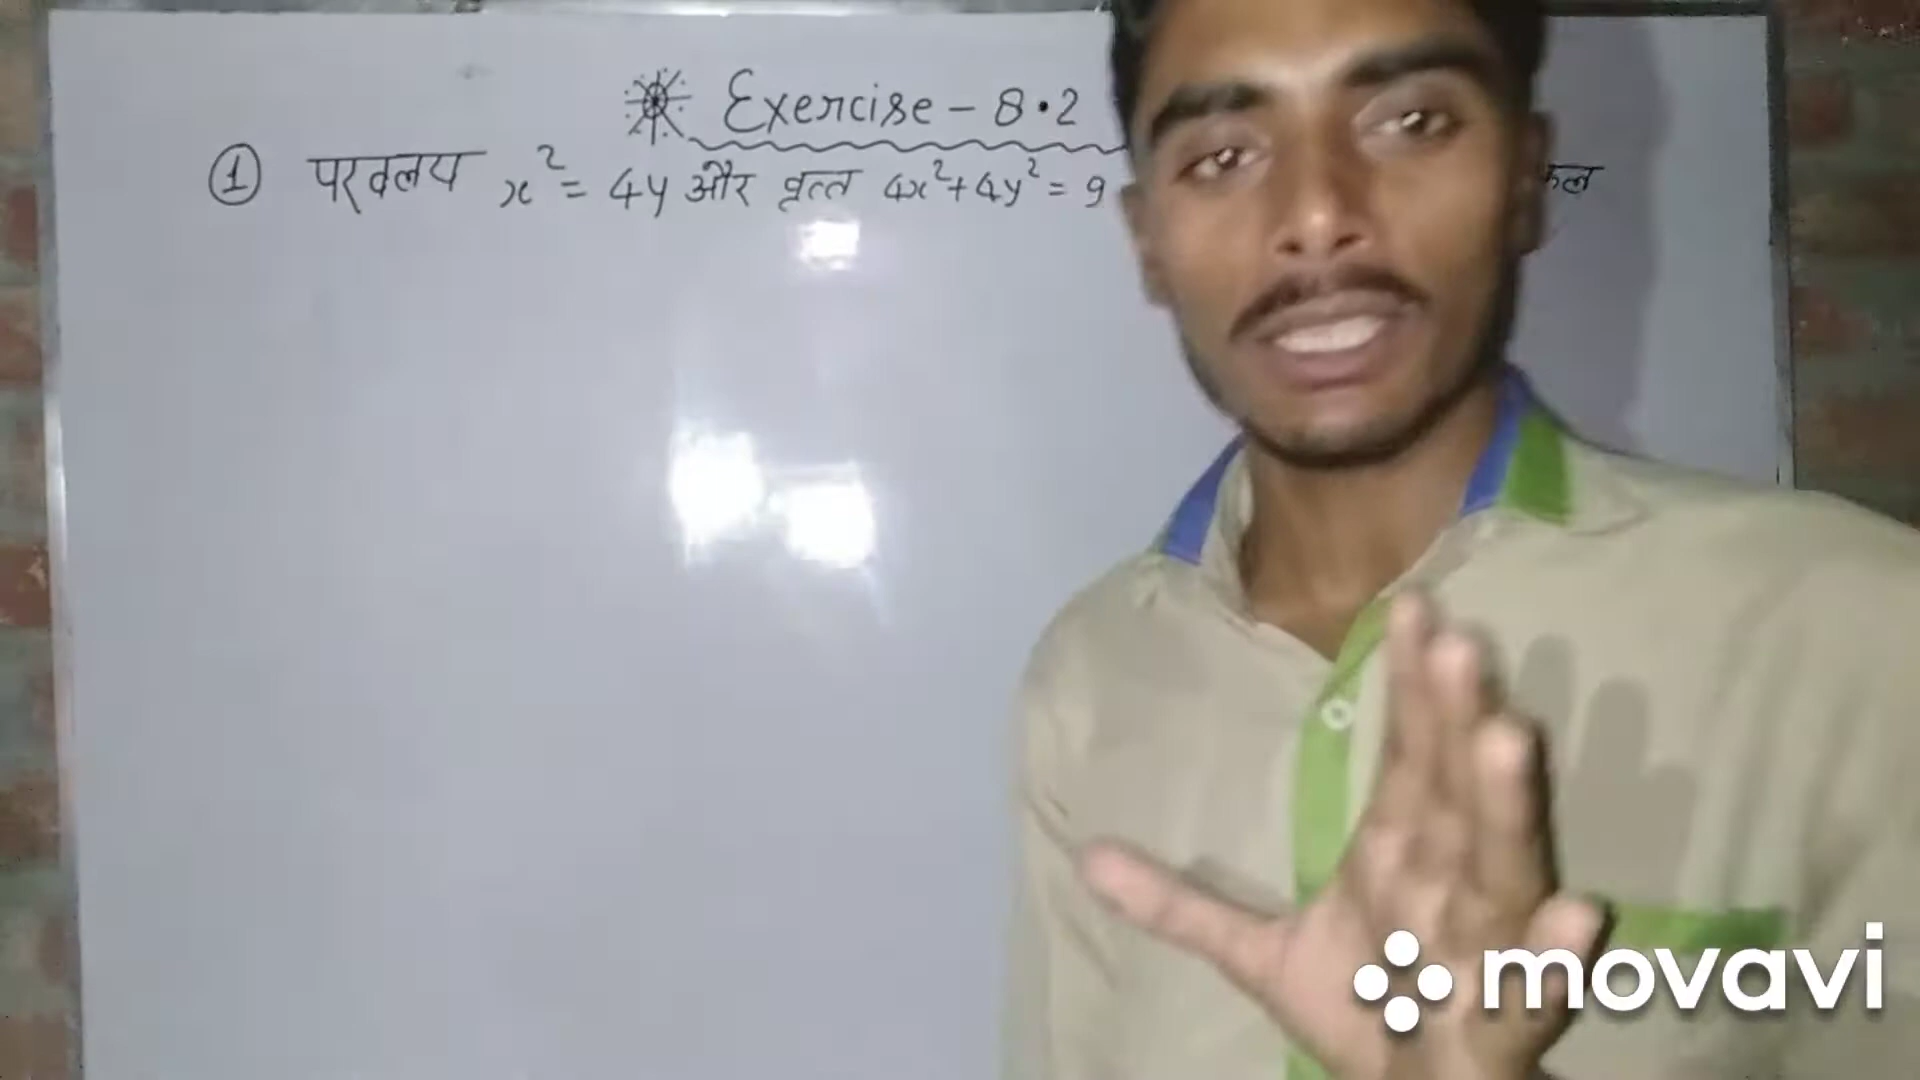 Exercise - 8.2
① परवलय x² = 4y और वृत्त 4x² + 4y² = 9
movavi